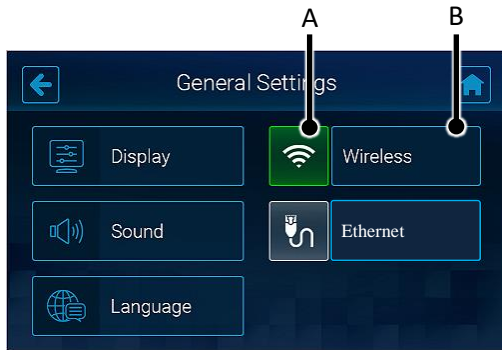 A B
General Settings
Display
Wireless
Sound
Ethernet
Language